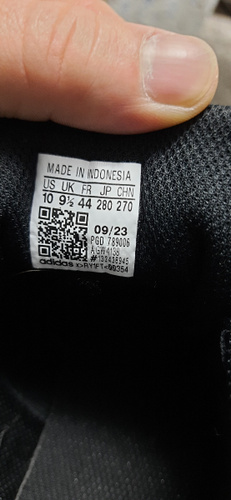 MADE IN INDONESIA
US UK FR JP CHN
10 9½ 44 280 270
09/23
PGD 789006
adidas